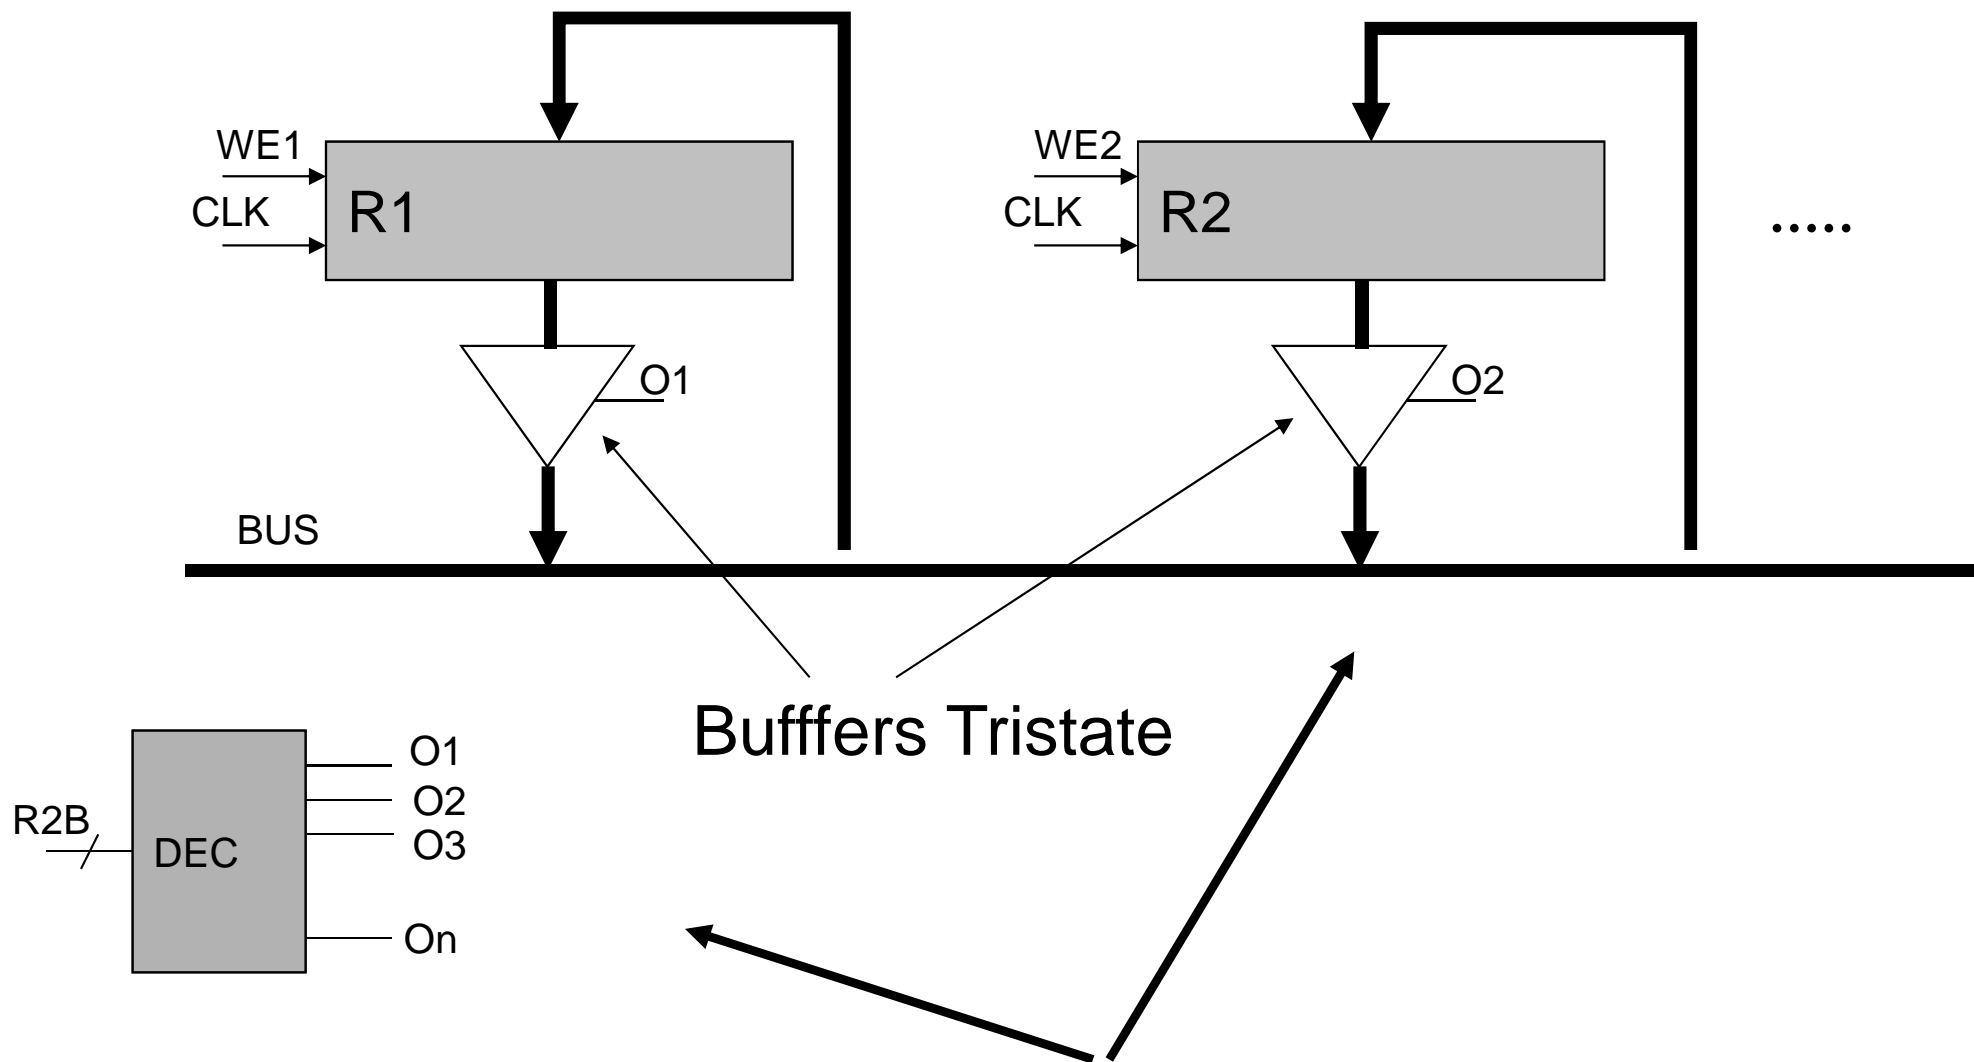 WE1
CLK
R1
O1
WE2
CLK
R2
O2
.....
BUS
Bufffers Tristate
R2B
DEC
O1
O2
O3
On